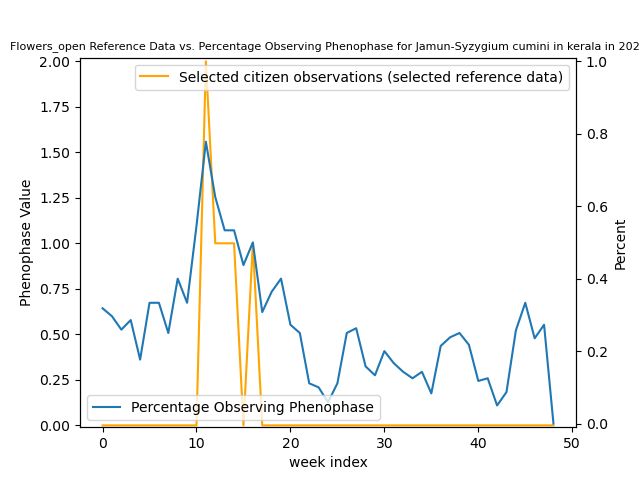 Flowers_open Reference Data vs. Percentage Observing Phenophase for Jamun-Syzygium cumini in kerala in 202
Selected citizen observations (selected reference data)
Percentage Observing Phenophase
Phenophase Value
2.00
1.75
1.50
1.25
1.00
0.75
0.50
0.25
0.00
1.0
0.8
0.6
0.4
0.2
0.0
Percent
0 10 20 30 40 50
week index